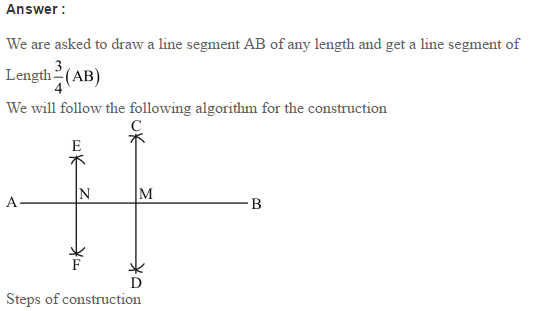 Answer :
We are asked to draw a line segment AB of any length and get a line segment of
Length 3/4 (AB)
We will follow the following algorithm for the construction
C
E
N M
A B
F
D
Steps of construction